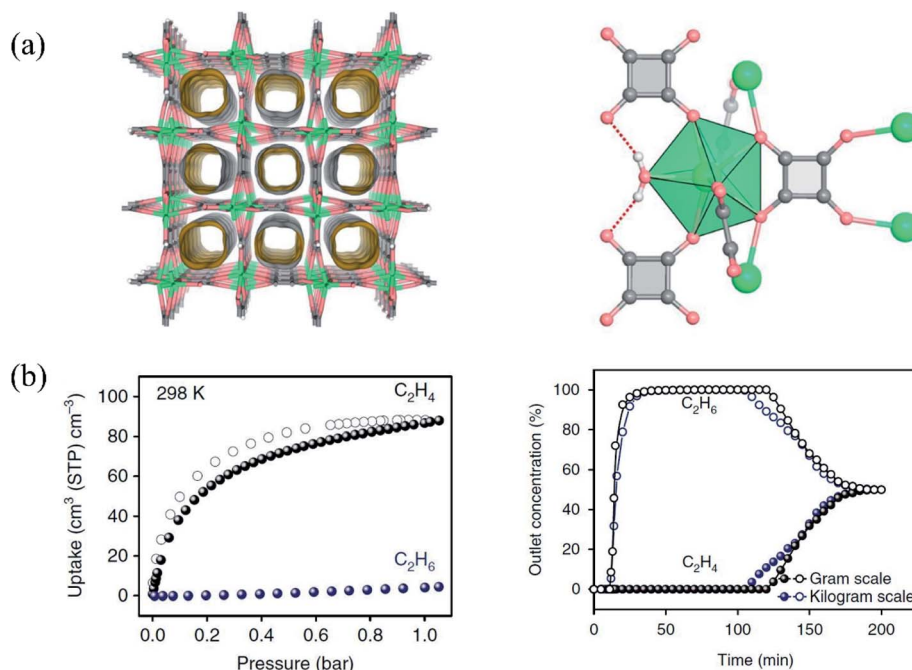 (a)
(b)
298 K
C₂H₄
C₂H₆
100
80
60
40
20
0
0.0 0.2 0.4 0.6 0.8 1.0
Uptake (cm³ (STP) cm⁻³)
Pressure (bar)
100
80
60
40
20
0
C₂H₆
C₂H₄
Gram scale
Kilogram scale
0 50 100 150 200
Outlet concentration (%)
Time (min)